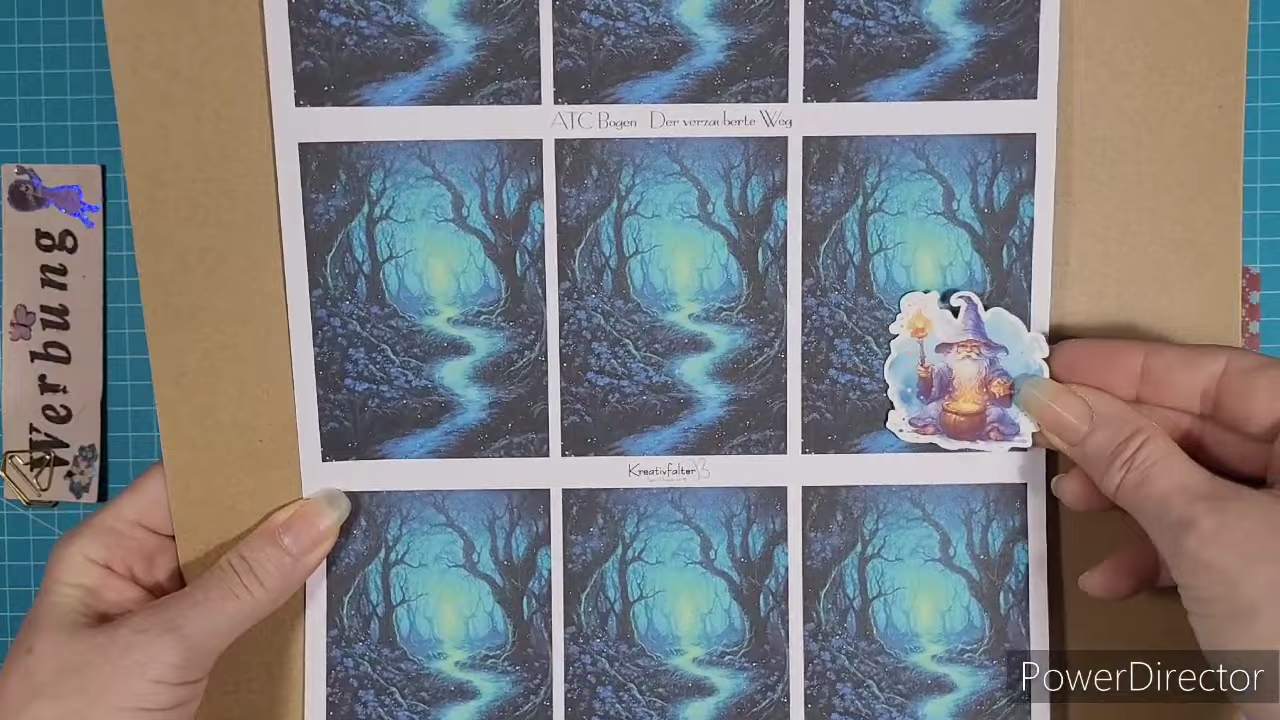 ATC Bogen Der verzauberte Weg
Werbung
Kreativfalter
PowerDirector